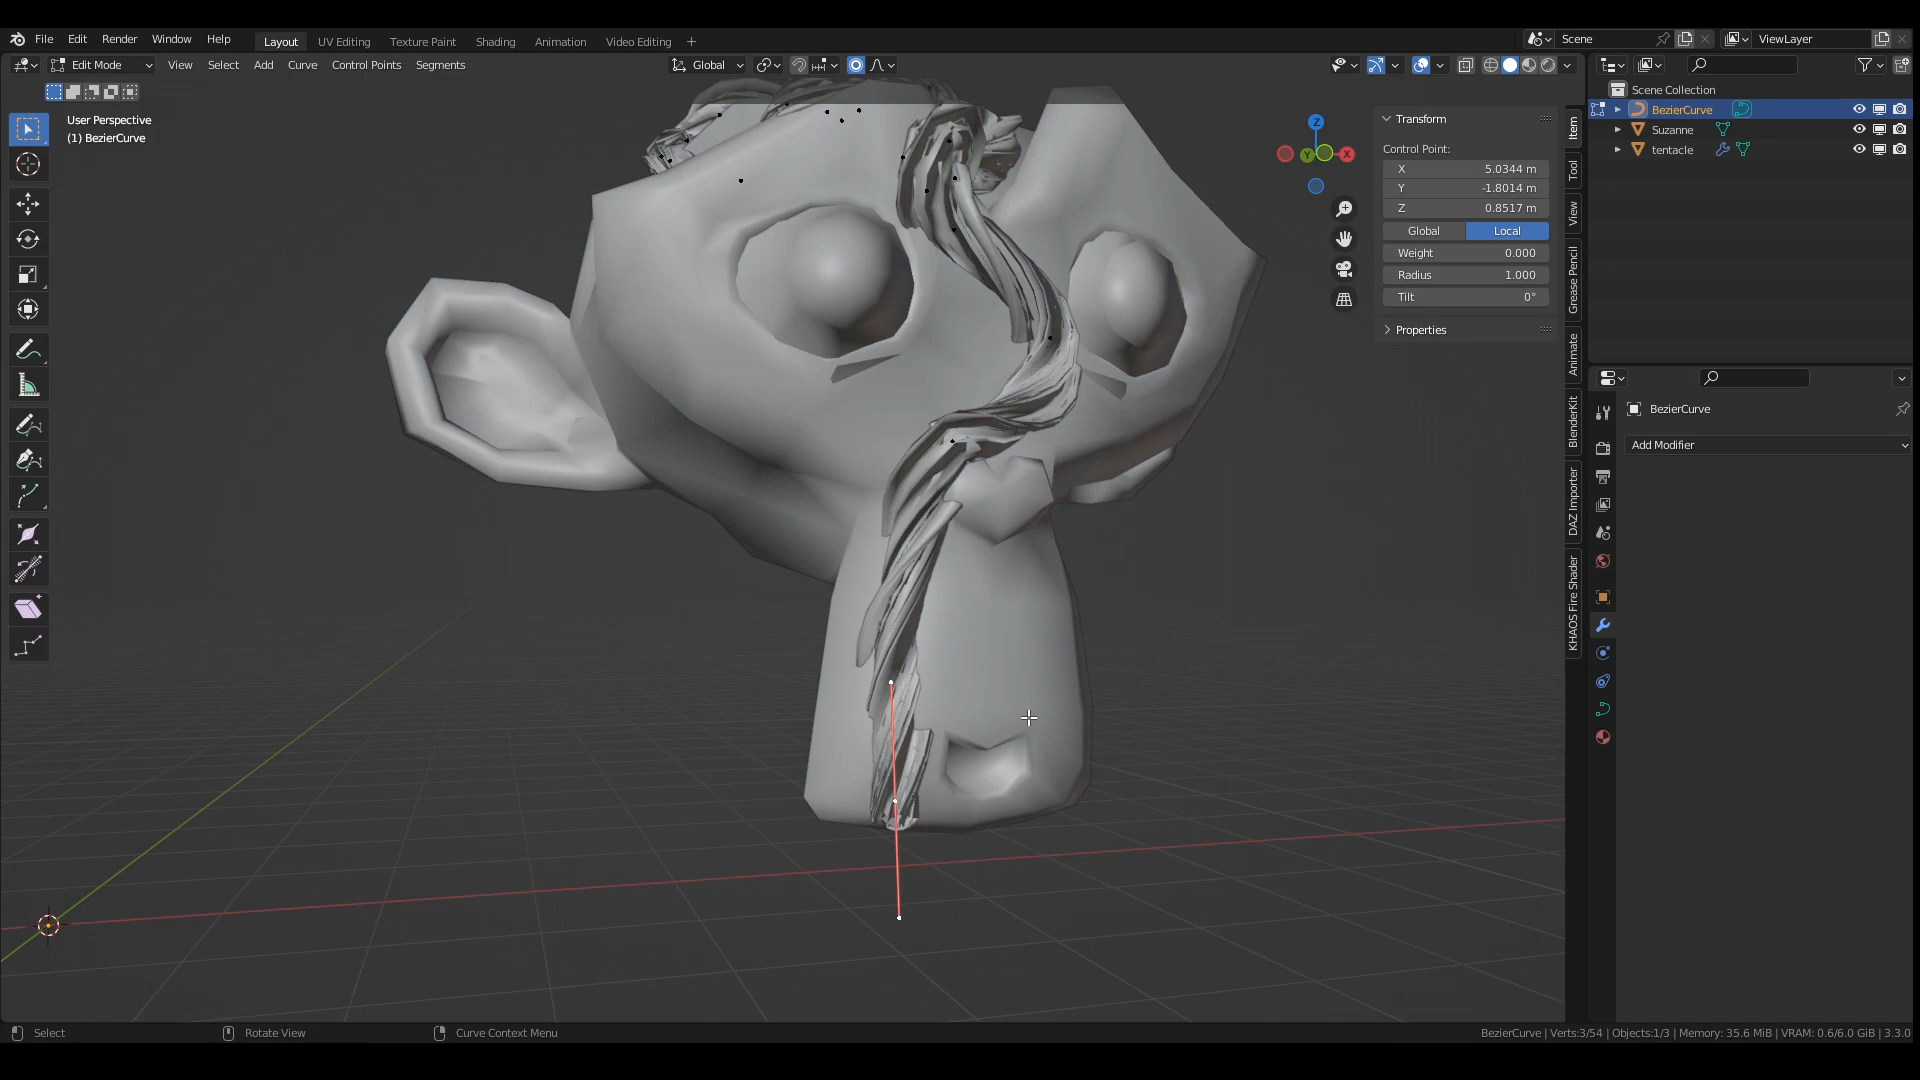 File Edit Render Window Help
Layout UV Editing Texture Paint Shading Animation Video Editing +
Scene
ViewLayer
Edit Mode View Select Add Curve Control Points Segments
Global
User Perspective
(1) BezierCurve
Z
Y
X
Transform
Control Point:
X 5.0344 m
Y -1.8014 m
Z 0.8517 m
Global Local
Weight 0.000
Radius 1.000
Tilt 0°
Properties
Item
Tool
View
Grease Pencil
Animate
BlenderKit
DAZ Importer
KHAOS Fire Shader
Scene Collection
BezierCurve
Suzanne
tentacle
BezierCurve
Add Modifier
Select
Rotate View
Curve Context Menu
BezierCurve | Verts:3/54 | Objects:1/3 | Memory: 35.6 MiB | VRAM: 0.6/6.0 GiB | 3.3.0